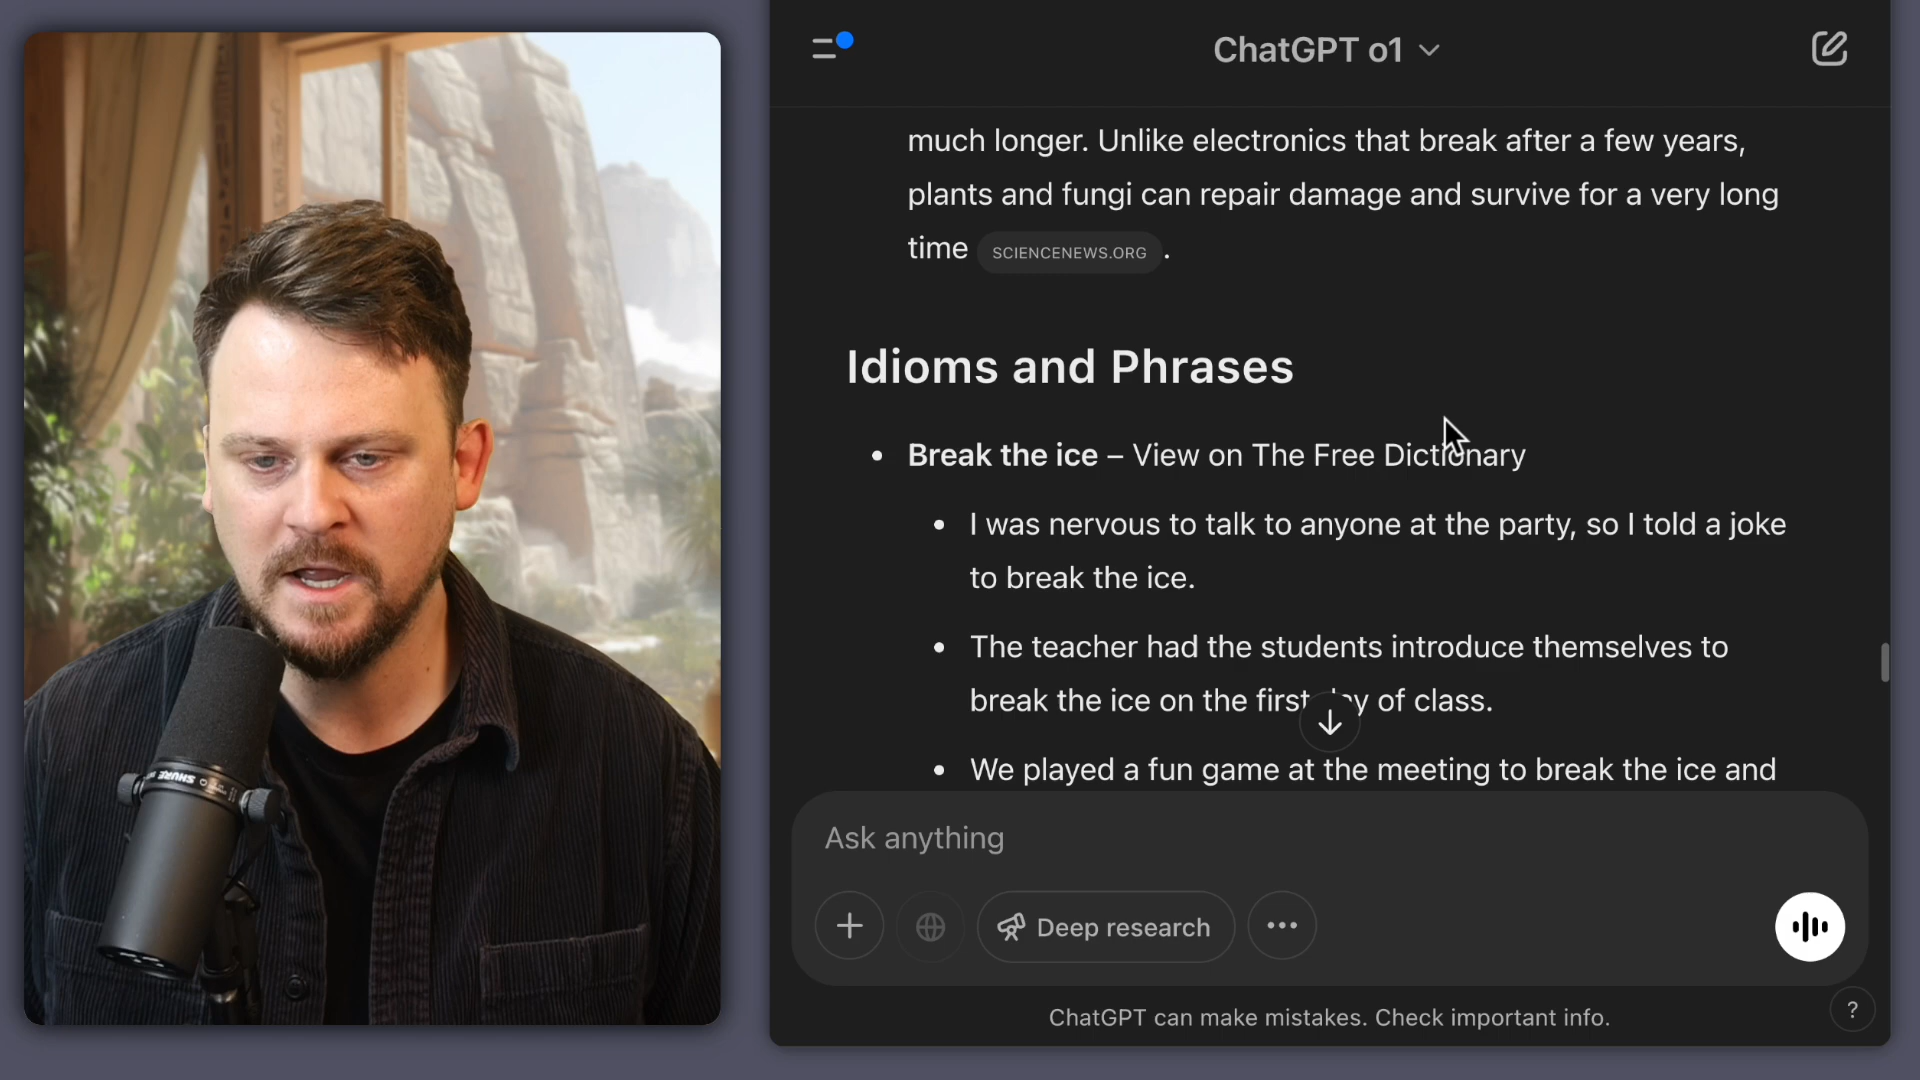 ChatGPT o1
much longer. Unlike electronics that break after a few years,
plants and fungi can repair damage and survive for a very long
time SCIENCENEWS.ORG .
Idioms and Phrases
• Break the ice – View on The Free Dictionary
• I was nervous to talk to anyone at the party, so I told a joke
to break the ice.
• The teacher had the students introduce themselves to
break the ice on the first day of class.
• We played a fun game at the meeting to break the ice and
Ask anything
Deep research
ChatGPT can make mistakes. Check important info.
?
SHURE